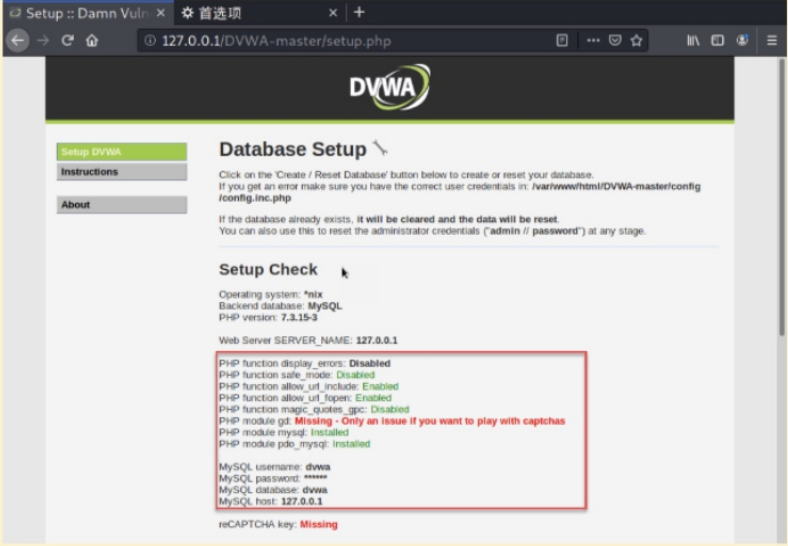 Setup :: Damn Vuln
首选项
127.0.0.1/DVWA-master/setup.php
DVWA
Setup DVWA
Instructions
About
Database Setup
Click on the 'Create / Reset Database' button below to create or reset your database.
If you get an error make sure you have the correct user credentials in: /var/www/html/DVWA-master/config
/config.inc.php
If the database already exists, it will be cleared and the data will be reset.
You can also use this to reset the administrator credentials ("admin // password") at any stage.
Setup Check
Operating system: *nix
Backend database: MySQL
PHP version: 7.3.15-3
Web Server SERVER_NAME: 127.0.0.1
PHP function display_errors: Disabled
PHP function safe_mode: Disabled
PHP function allow_url_include: Enabled
PHP function allow_url_fopen: Enabled
PHP function magic_quotes_gpc: Disabled
PHP module gd: Missing - Only an issue if you want to play with captchas
PHP module mysql: Installed
PHP module pdo_mysql: Installed
MySQL username: dvwa
MySQL password: ******
MySQL database: dvwa
MySQL host: 127.0.0.1
reCAPTCHA key: Missing